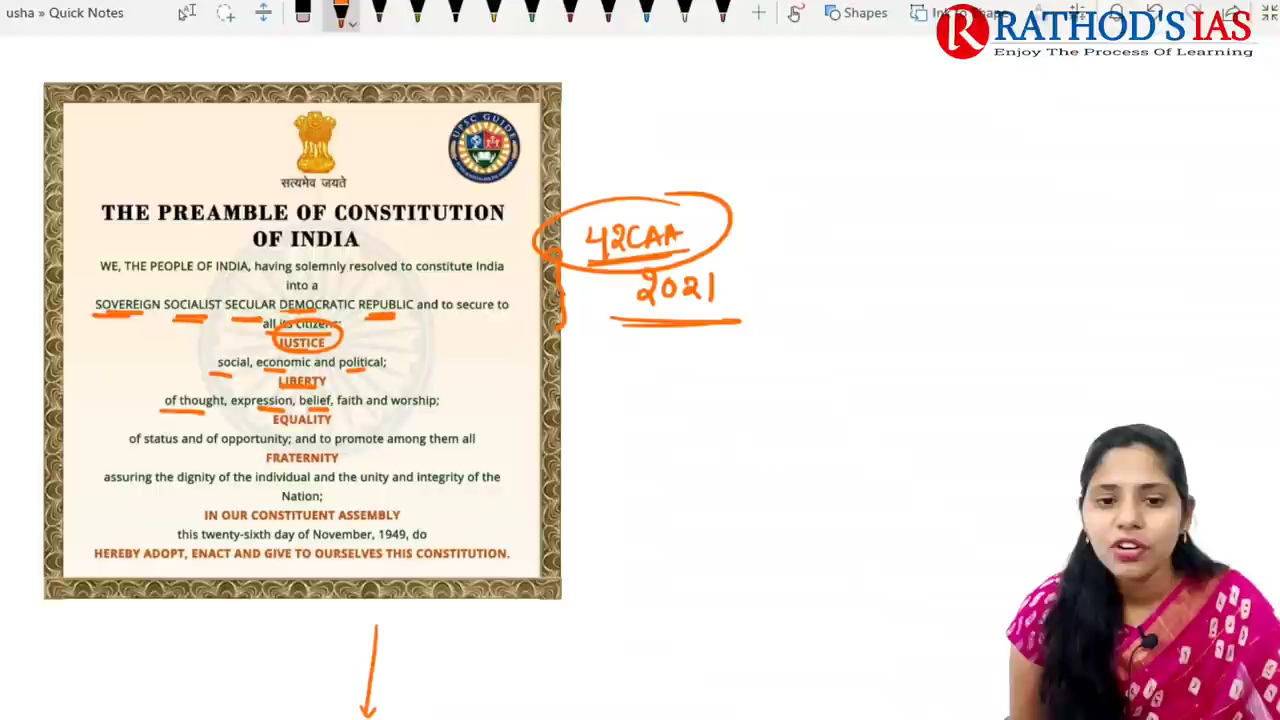 usha » Quick Notes
Shapes
RATHOD'S IAS
Enjoy The Process Of Learning
UPSC GUIDE
सत्यमेव जयते
THE PREAMBLE OF CONSTITUTION
OF INDIA
WE, THE PEOPLE OF INDIA, having solemnly resolved to constitute India
into a
SOVEREIGN SOCIALIST SECULAR DEMOCRATIC REPUBLIC and to secure to
all its citizens:
JUSTICE
social, economic and political;
LIBERTY
of thought, expression, belief, faith and worship;
EQUALITY
of status and of opportunity; and to promote among them all
FRATERNITY
assuring the dignity of the individual and the unity and integrity of the
Nation;
IN OUR CONSTITUENT ASSEMBLY
this twenty-sixth day of November, 1949, do
HEREBY ADOPT, ENACT AND GIVE TO OURSELVES THIS CONSTITUTION.
42CAA
2021